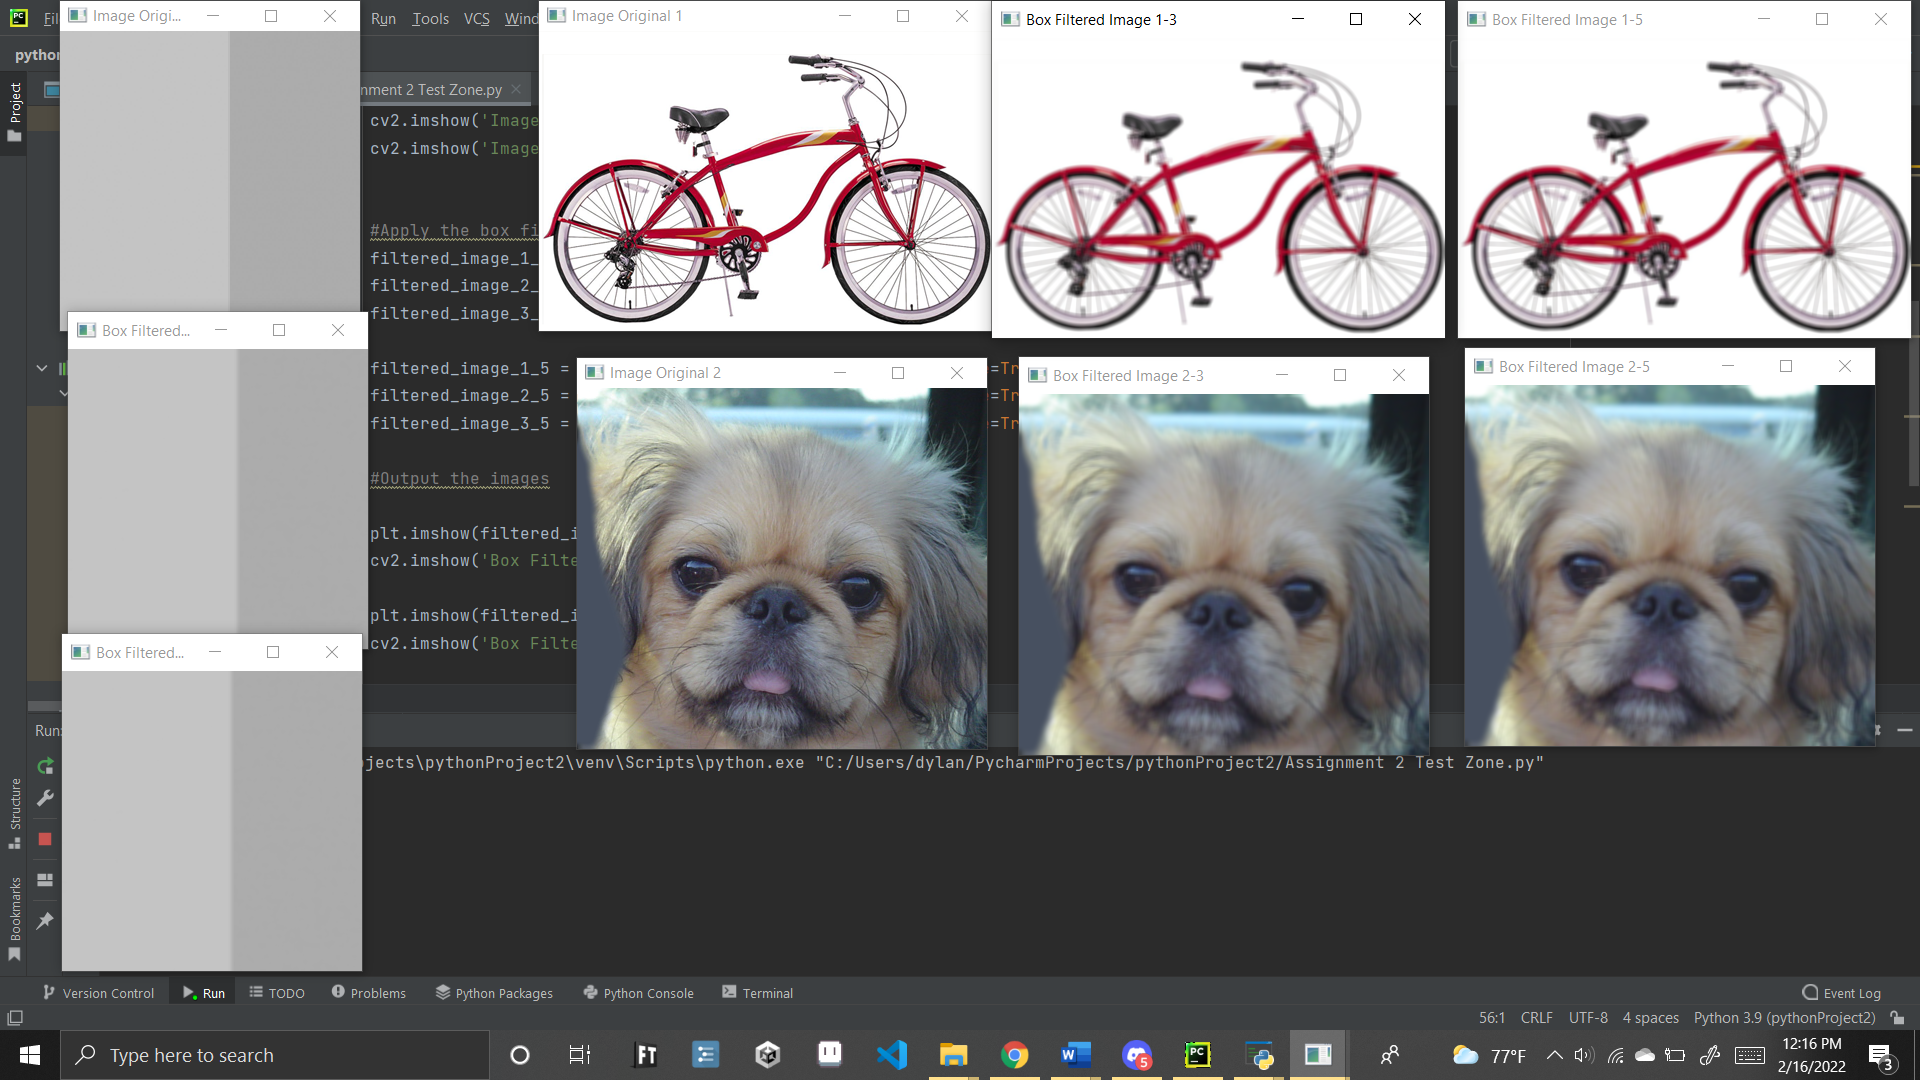 Image Origi...
Run Tools VCS Wind
Image Original 1
Box Filtered Image 1-3
Box Filtered Image 1-5
python
Project
nment 2 Test Zone.py
cv2.imshow('Image
cv2.imshow('Image
#Apply the box fi
filtered_image_1_
filtered_image_2_
filtered_image_3_
Box Filtered...
filtered_image_1_5 =
=Tr
filtered_image_2_5 =
=Tr
filtered_image_3_5 =
=Tr
Image Original 2
Box Filtered Image 2-3
Box Filtered Image 2-5
#Output the images
plt.imshow(filtered_i
cv2.imshow('Box Filte
plt.imshow(filtered_i
cv2.imshow('Box Filte
Box Filtered...
Run:
jects\pythonProject2\venv\Scripts\python.exe "C:/Users/dylan/PycharmProjects/pythonProject2/Assignment 2 Test Zone.py"
Structure
Bookmarks
Version Control Run TODO Problems Python Packages Python Console Terminal Event Log
56:1 CRLF UTF-8 4 spaces Python 3.9 (pythonProject2)
Type here to search
77°F
12:16 PM
2/16/2022
3